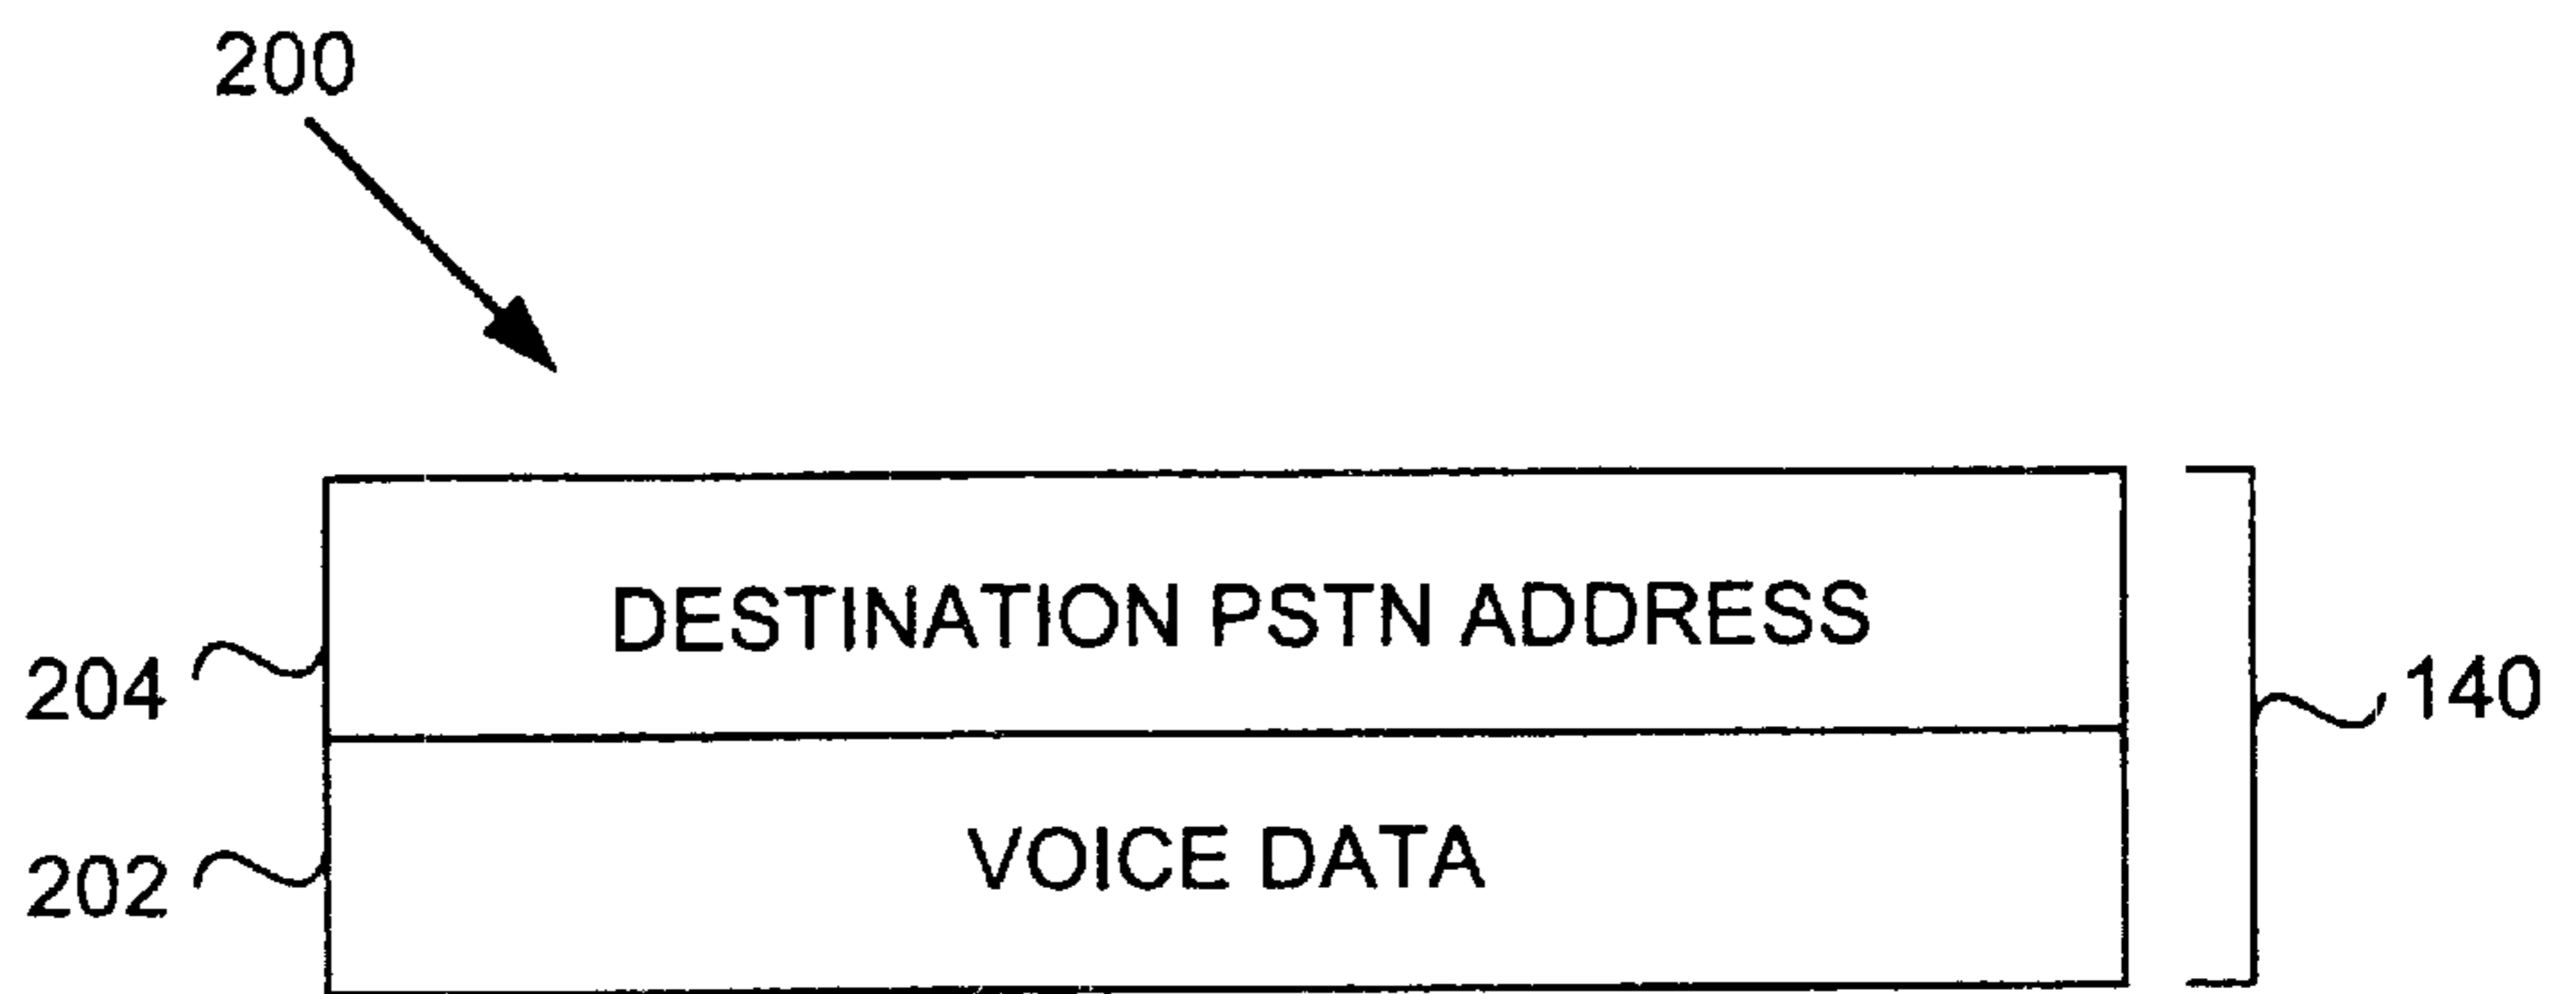 200
DESTINATION PSTN ADDRESS
204
140
VOICE DATA
202